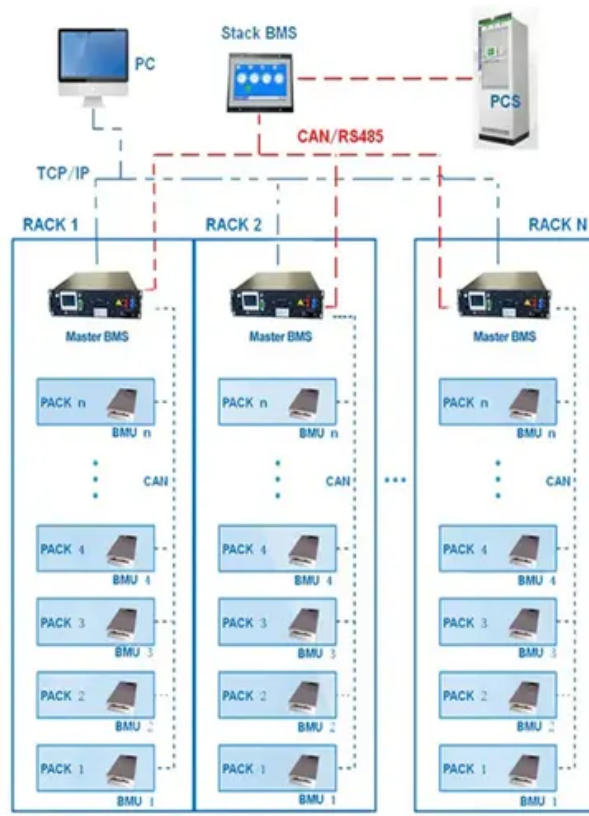 PC
Stack BMS
PCS
CAN/RS485
TCP/IP
RACK 1
RACK 2
RACK N
Master BMS
Master BMS
Master BMS
PACK n
BMU n
PACK n
BMU n
PACK n
BMU n
CAN
CAN
CAN
PACK 4
BMU 4
PACK 4
BMU 4
PACK 4
BMU 4
PACK 3
BMU 3
PACK 3
BMU 3
PACK 3
BMU 3
PACK 2
BMU 2
PACK 2
BMU 2
PACK 2
BMU 2
PACK 1
BMU 1
PACK 1
BMU 1
PACK 1
BMU 1